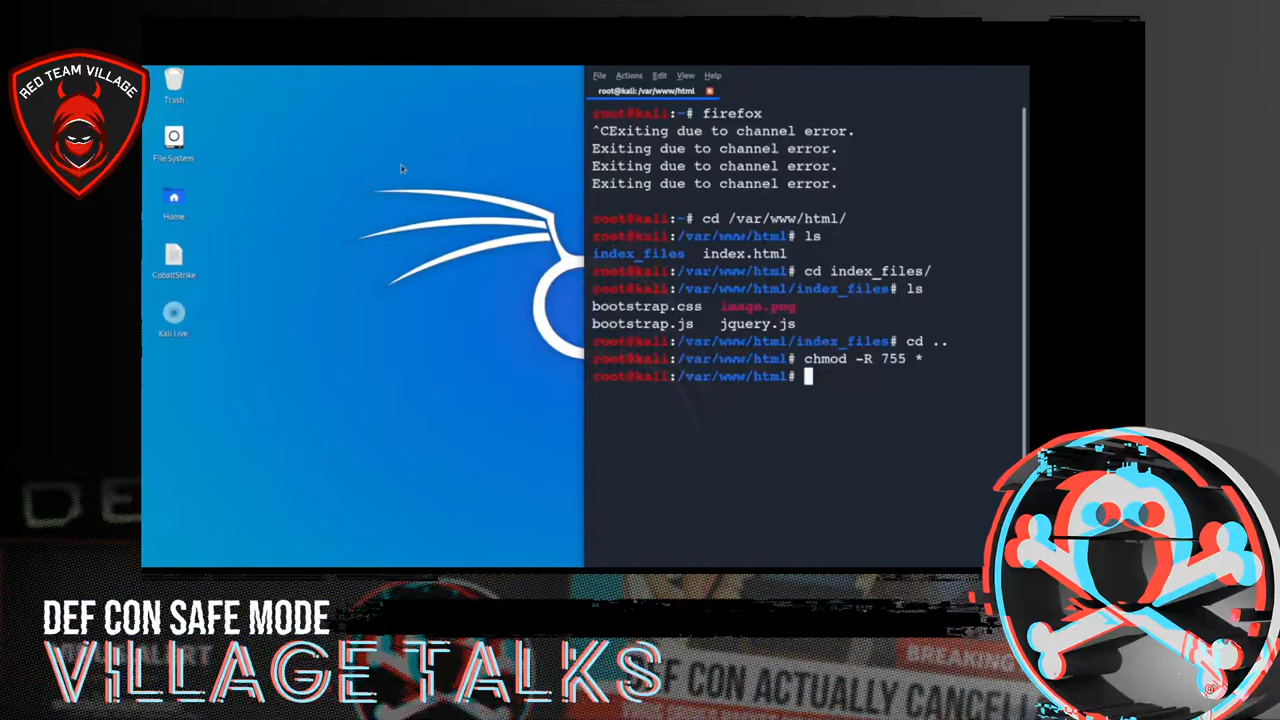 RED TEAM VILLAGE
Trash
File System
Home
CobaltStrike
Kali Live
File Actions Edit View Help
root@kali: /var/www/html
root@kali:~# firefox
^CExiting due to channel error.
Exiting due to channel error.
Exiting due to channel error.
Exiting due to channel error.
root@kali:~# cd /var/www/html/
root@kali:/var/www/html# ls
index_files index.html
root@kali:/var/www/html# cd index_files/
root@kali:/var/www/html/index_files# ls
bootstrap.css image.png
bootstrap.js jquery.js
root@kali:/var/www/html/index_files# cd ..
root@kali:/var/www/html# chmod -R 755 *
root@kali:/var/www/html#
DE
DEF CON SAFE MODE
VILLAGE TALKS
BREAKING
DEF CON ACTUALLY CANCELL